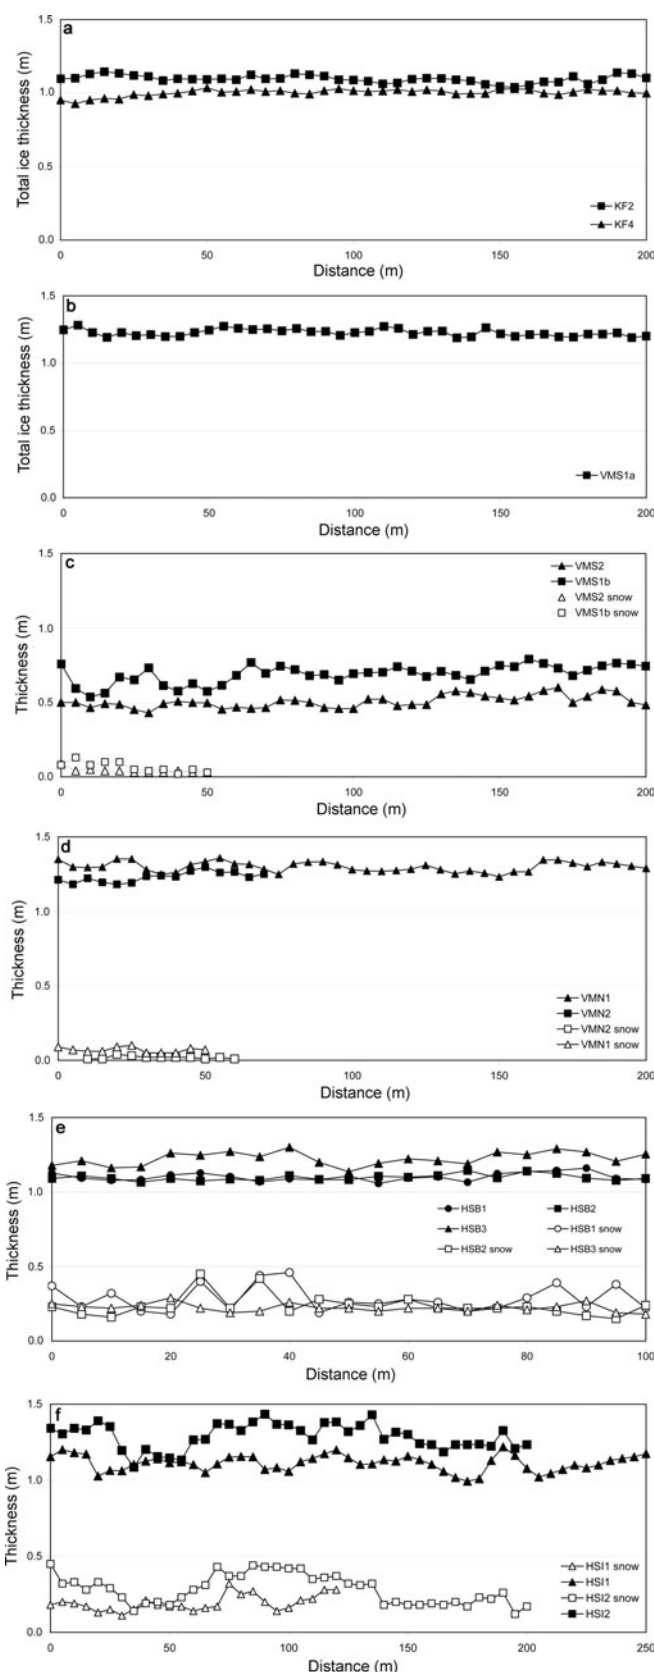 a
1.5
1.0
0.5
0.0
Total ice thickness (m)
KF2
KF4
0 50 100 150 200
Distance (m)
b
1.5
1.0
0.5
0.0
Total ice thickness (m)
VMS1a
0 50 100 150 200
Distance (m)
c
1.5
1.0
0.5
0.0
Thickness (m)
VMS2
VMS1b
VMS2 snow
VMS1b snow
0 50 100 150 200
Distance (m)
d
1.5
1.0
0.5
0.0
Thickness (m)
VMN1
VMN2
VMN2 snow
VMN1 snow
0 50 100 150 200
Distance (m)
e
1.5
1.0
0.5
0.0
Thickness (m)
HSB1 HSB2
HSB3 HSB1 snow
HSB2 snow HSB3 snow
0 20 40 60 80 100
Distance (m)
f
1.5
1.0
0.5
0.0
Thickness (m)
HSI1 snow
HSI1
HSI2 snow
HSI2
0 50 100 150 200 250
Distance (m)